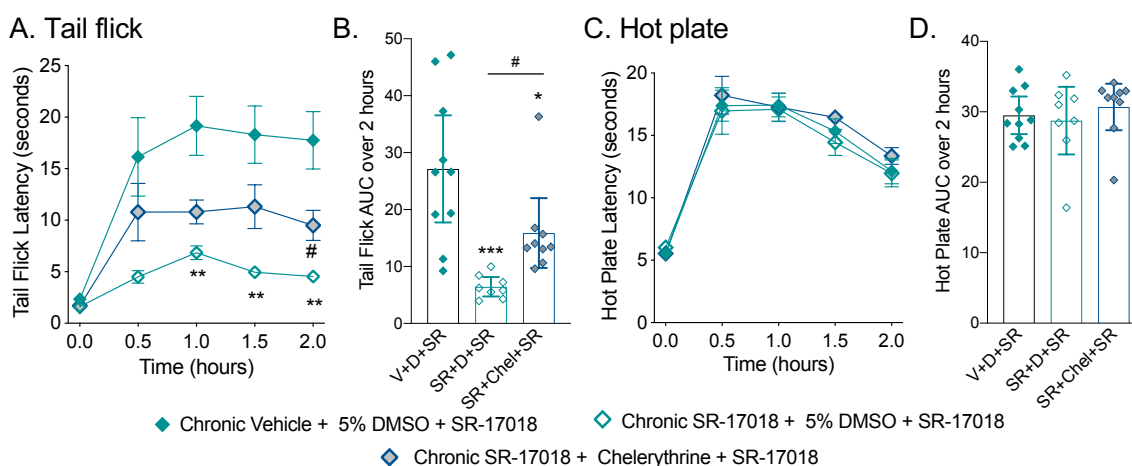 A. Tail flick
B.
C. Hot plate
D.
Tail Flick Latency (seconds)
25
20
15
10
5
0
#
**
**
**
0.0 0.5 1.0 1.5 2.0
Time (hours)
Tail Flick AUC over 2 hours
50
40
30
20
10
0
#
*
***
V+D+SR
SR+D+SR
SR+Chel+SR
Hot Plate Latency (seconds)
20
15
10
5
0
0.0 0.5 1.0 1.5 2.0
Time (hours)
Hot Plate AUC over 2 hours
40
30
20
10
0
V+D+SR
SR+D+SR
SR+Chel+SR
Chronic Vehicle + 5% DMSO + SR-17018
Chronic SR-17018 + 5% DMSO + SR-17018
Chronic SR-17018 + Chelerythrine + SR-17018